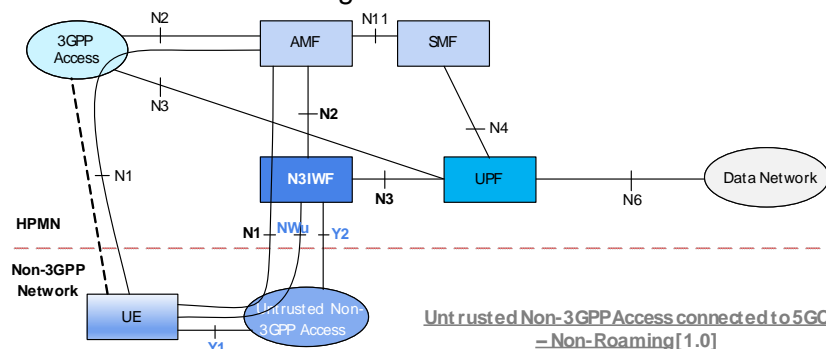 N2
N11
3GPP
Access
AMF
SMF
N3
N2
N4
N1
N3IWF
UPF
Data Network
N3
N6
HPMN
N1
NWu
Y2
Non-3GPP
Network
UE
Untrusted Non-
3GPP Access
Y1
Untrusted Non-3GPP Access connected to 5GC
– Non-Roaming [1.0]